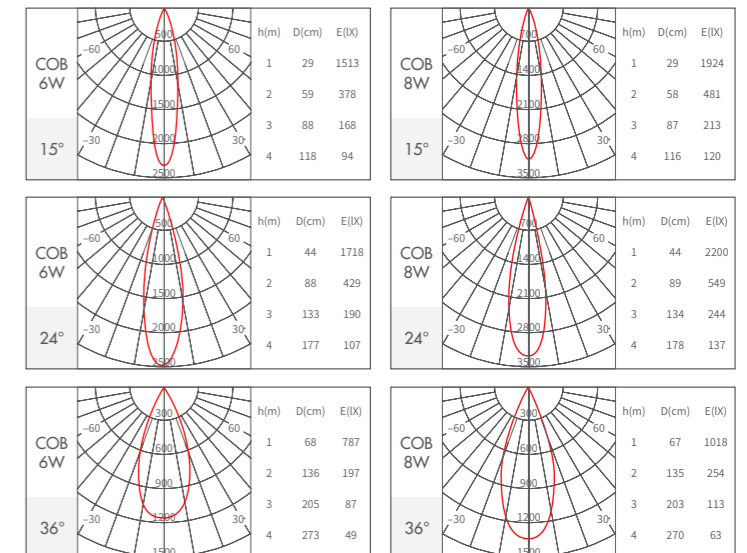 COB
6W
15°
500
1000
1500
2000
2500
–60
60
–30
30
h(m) D(cm) E(lX)
1 29 1513
2 59 378
3 88 168
4 118 94
COB
8W
15°
700
1400
2100
2800
3500
–60
60
–30
30
h(m) D(cm) E(lX)
1 29 1924
2 58 481
3 87 213
4 116 120
COB
6W
24°
500
1000
1500
2000
2500
–60
60
–30
30
h(m) D(cm) E(lX)
1 44 1718
2 88 429
3 133 190
4 177 107
COB
8W
24°
700
1400
2100
2800
3500
–60
60
–30
30
h(m) D(cm) E(lX)
1 44 2200
2 89 549
3 134 244
4 178 137
COB
6W
36°
300
600
900
1200
1500
–60
60
–30
30
h(m) D(cm) E(lX)
1 68 787
2 136 197
3 205 87
4 273 49
COB
8W
36°
300
600
900
1200
1500
–60
60
–30
30
h(m) D(cm) E(lX)
1 67 1018
2 135 254
3 203 113
4 270 63